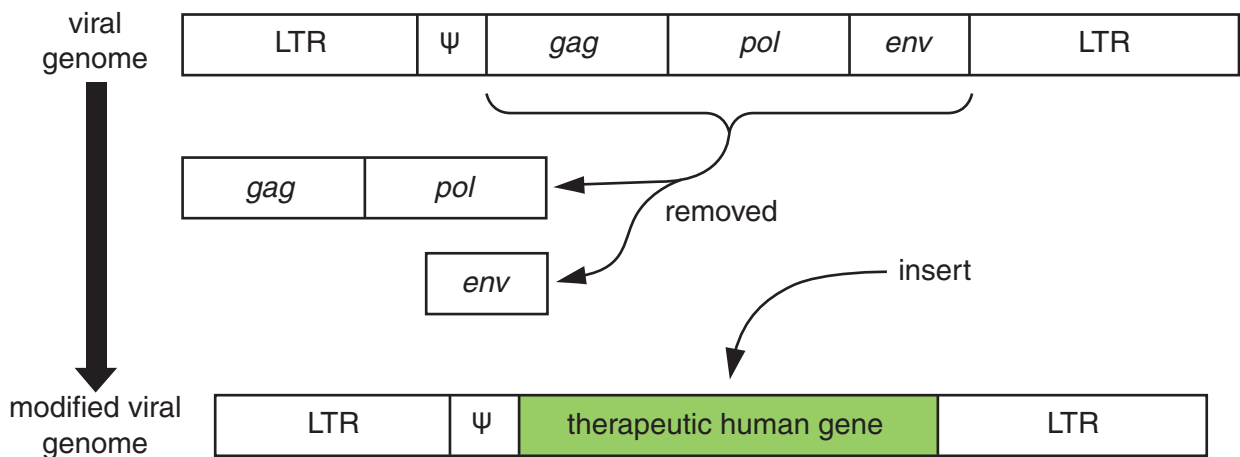 viral
genome
LTR ψ gag pol env LTR
gag pol
removed
env
insert
modified viral
genome
LTR ψ therapeutic human gene LTR